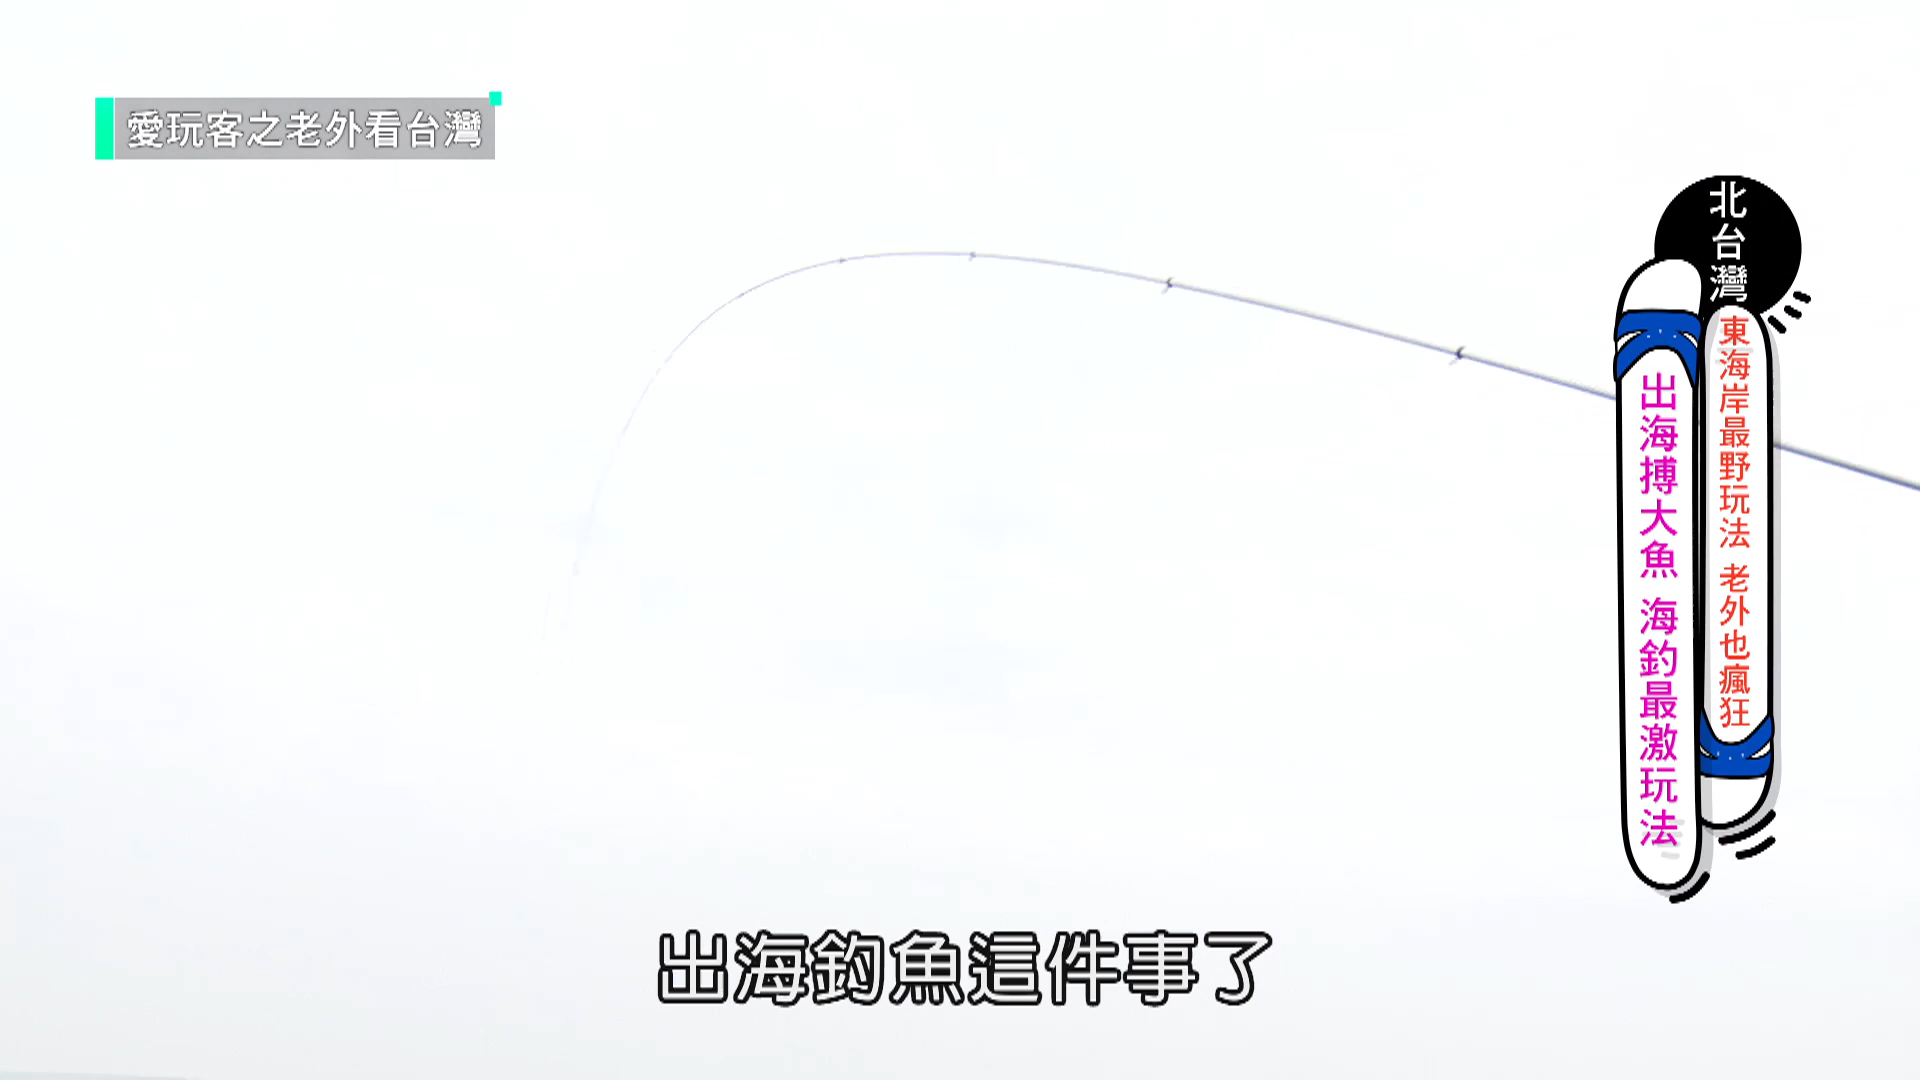 愛玩客之老外看台灣
北台灣
東海岸最野玩法 老外也瘋狂
出海搏大魚 海釣最激玩法
出海釣魚這件事了